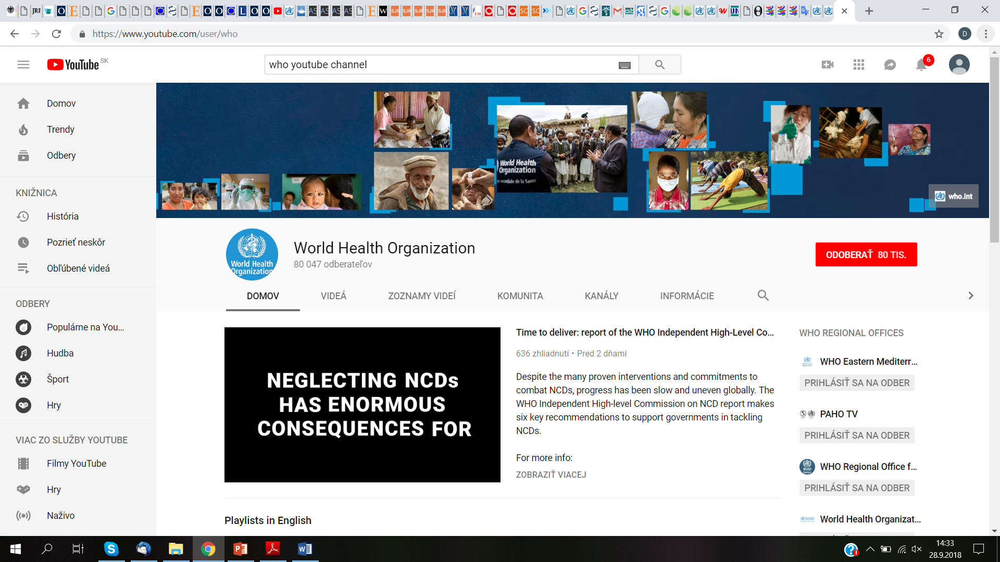 https://www.youtube.com/user/who
D
YouTube SK
who youtube channel
6
Domov
Trendy
Odbery
KNIŽNICA
História
Pozrieť neskôr
Obľúbené videá
ODBERY
Populárne na You...
Hudba
Šport
Hry
VIAC ZO SLUŽBY YOUTUBE
Filmy YouTube
Hry
Naživo
World Health
Organization
who.int
World Health
Organization
World Health Organization
80 047 odberateľov
ODOBERAŤ 80 TIS.
DOMOV
VIDEÁ
ZOZNAMY VIDEÍ
KOMUNITA
KANÁLY
INFORMÁCIE
NEGLECTING NCDs
HAS ENORMOUS
CONSEQUENCES FOR
Time to deliver: report of the WHO Independent High-Level Co...
636 zhliadnutí • Pred 2 dňami
Despite the many proven interventions and commitments to
combat NCDs, progress has been slow and uneven globally. The
WHO Independent High-level Commission on NCD report makes
six key recommendations to support governments in tackling
NCDs.
For more info:
ZOBRAZIŤ VIACEJ
Playlists in English
WHO REGIONAL OFFICES
WHO Eastern Mediterr...
PRIHLÁSIŤ SA NA ODBER
PAHO TV
PRIHLÁSIŤ SA NA ODBER
WHO Regional Office f...
PRIHLÁSIŤ SA NA ODBER
World Health Organizat...
14:33
28.9.2018